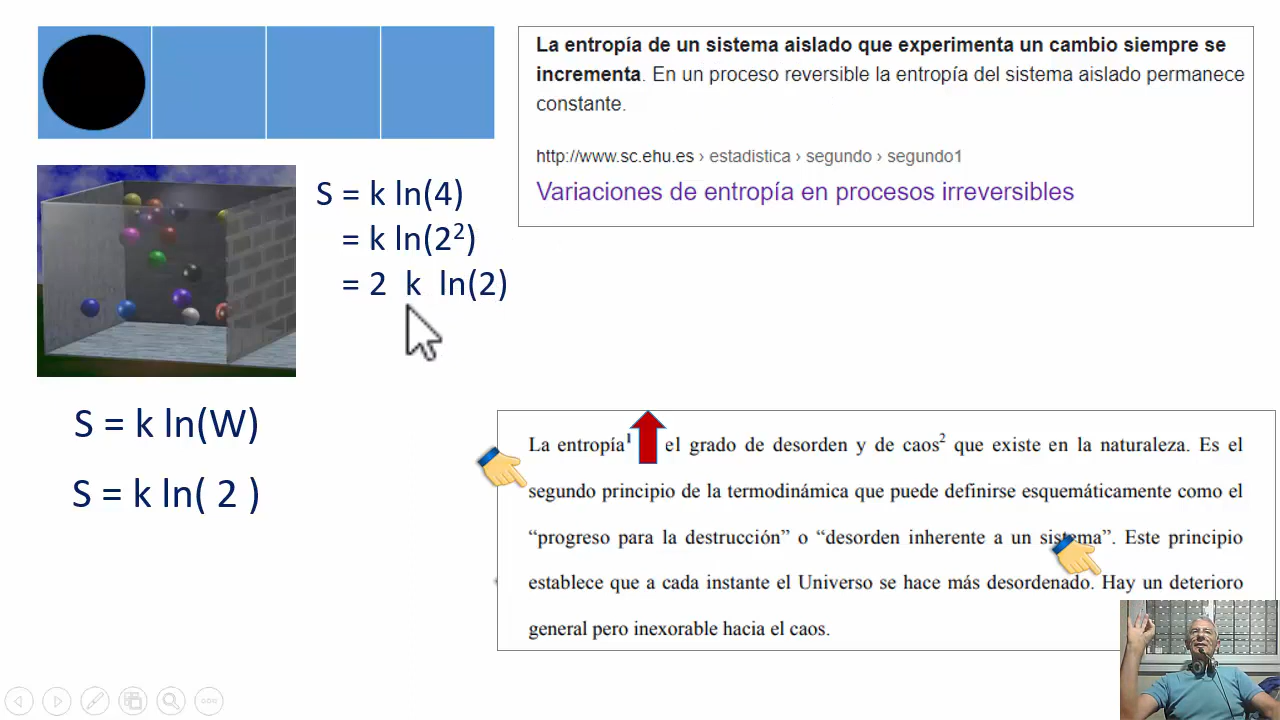 La entropía de un sistema aislado que experimenta un cambio siempre se
incrementa. En un proceso reversible la entropía del sistema aislado permanece
constante.
http://www.sc.ehu.es › estadistica › segundo › segundo1
Variaciones de entropía en procesos irreversibles
S = k ln(4)
= k ln(2²)
= 2 k ln(2)
S = k ln(W)
S = k ln( 2 )
La entropía¹ el grado de desorden y de caos² que existe en la naturaleza. Es el
segundo principio de la termodinámica que puede definirse esquemáticamente como el
“progreso para la destrucción” o “desorden inherente a un sistema”. Este principio
establece que a cada instante el Universo se hace más desordenado. Hay un deterioro
general pero inexorable hacia el caos.